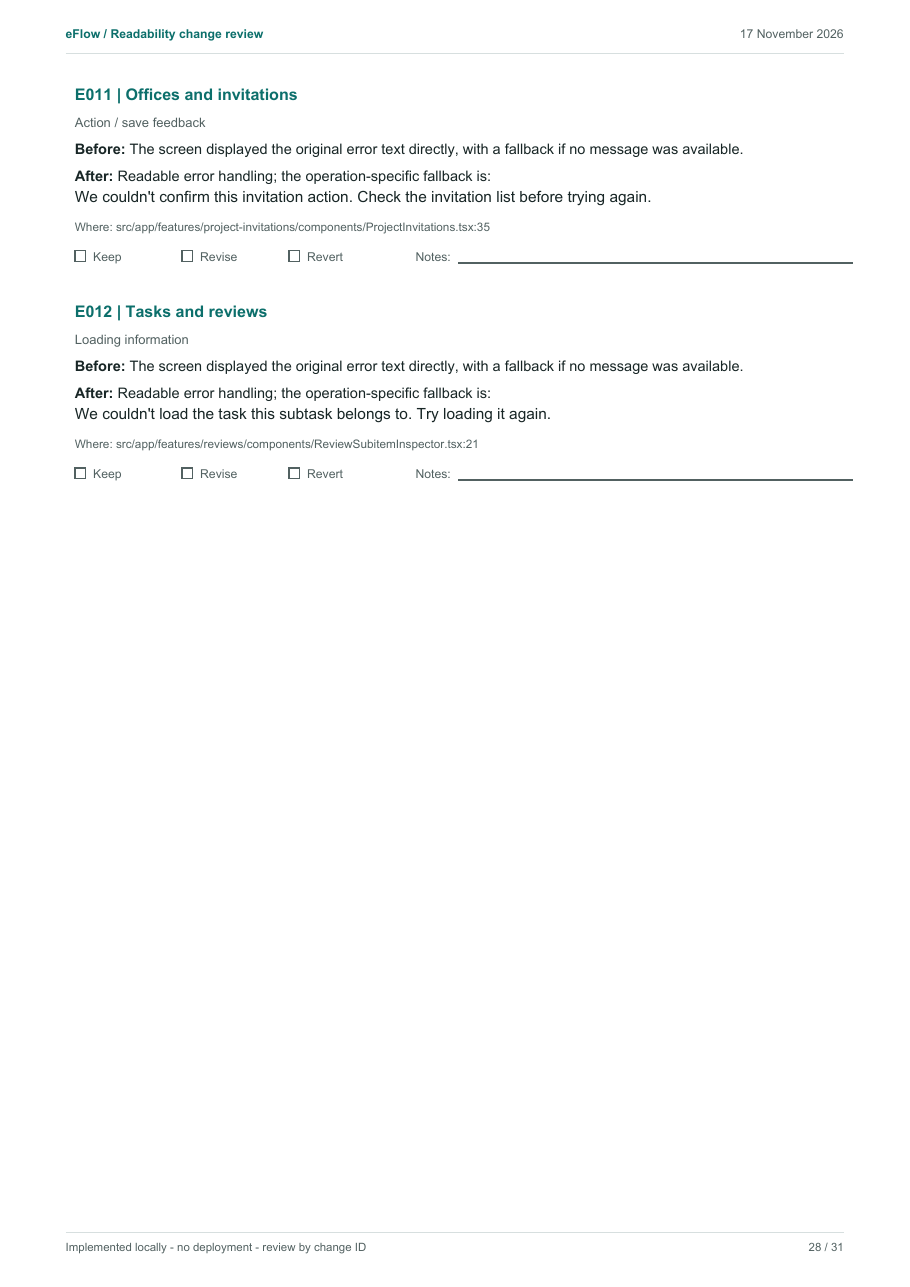 eFlow / Readability change review 17 November 2026
E011 | Offices and invitations
Action / save feedback
Before: The screen displayed the original error text directly, with a fallback if no message was available.
After: Readable error handling; the operation-specific fallback is:
We couldn't confirm this invitation action. Check the invitation list before trying again.
Where: src/app/features/project-invitations/components/ProjectInvitations.tsx:35
Keep Revise Revert Notes:
E012 | Tasks and reviews
Loading information
Before: The screen displayed the original error text directly, with a fallback if no message was available.
After: Readable error handling; the operation-specific fallback is:
We couldn't load the task this subtask belongs to. Try loading it again.
Where: src/app/features/reviews/components/ReviewSubitemInspector.tsx:21
Keep Revise Revert Notes:
Implemented locally - no deployment - review by change ID 28 / 31